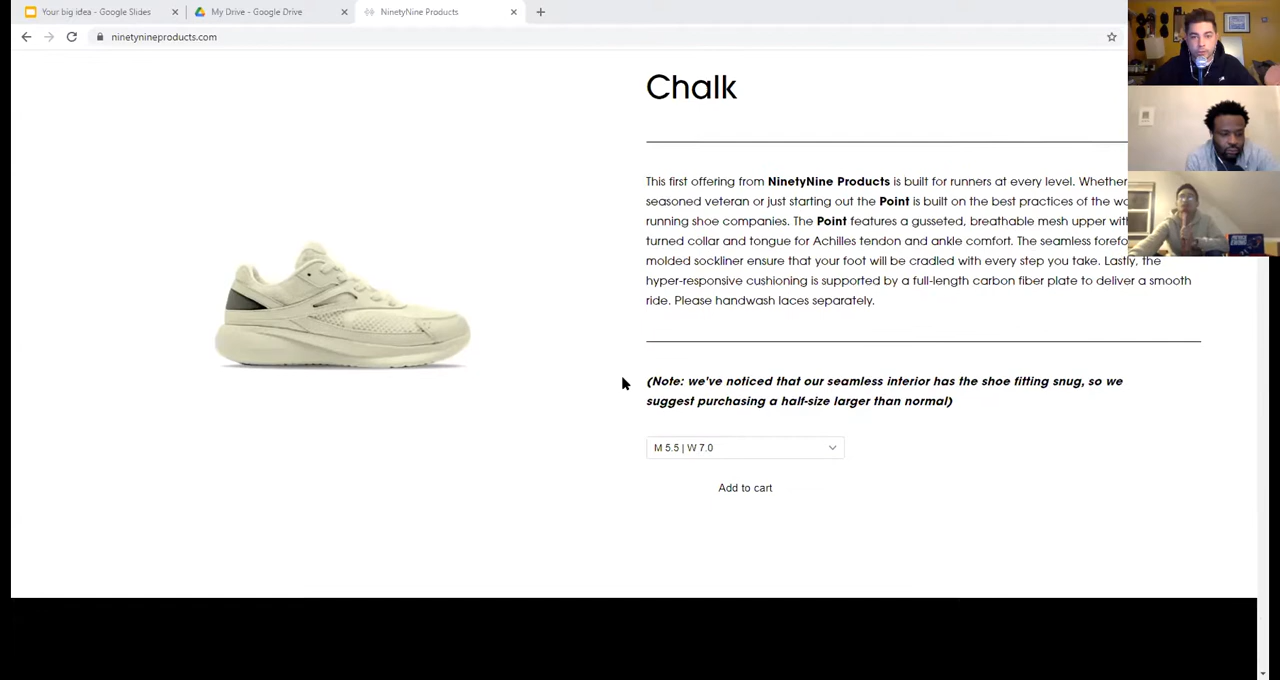 Your big idea - Google Slides
My Drive - Google Drive
NinetyNine Products
ninetynineproducts.com
Chalk
This first offering from NinetyNine Products is built for runners at every level. Whether
seasoned veteran or just starting out the Point is built on the best practices of the
running shoe companies. The Point features a gusseted, breathable mesh upper
turned collar and tongue for Achilles tendon and ankle comfort. The seamless
molded sockliner ensure that your foot will be cradled with every step you take. Lastly, the
hyper-responsive cushioning is supported by a full-length carbon fiber plate to deliver a smooth
ride. Please handwash laces separately.
(Note: we've noticed that our seamless interior has the shoe fitting snug, so we
suggest purchasing a half-size larger than normal)
M 5.5 | W 7.0
Add to cart